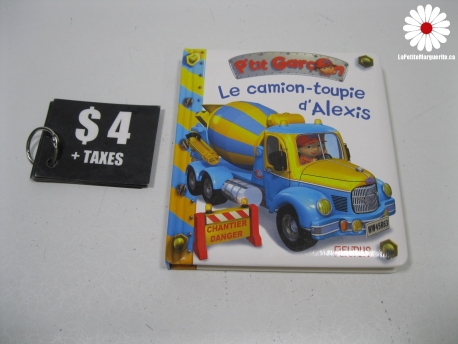 LaPetiteMarguerite.ca
$ 4
+ TAXES
P'tit Garçon
Le camion-toupie
d'Alexis
CHANTIER
DANGER
FLEURUS